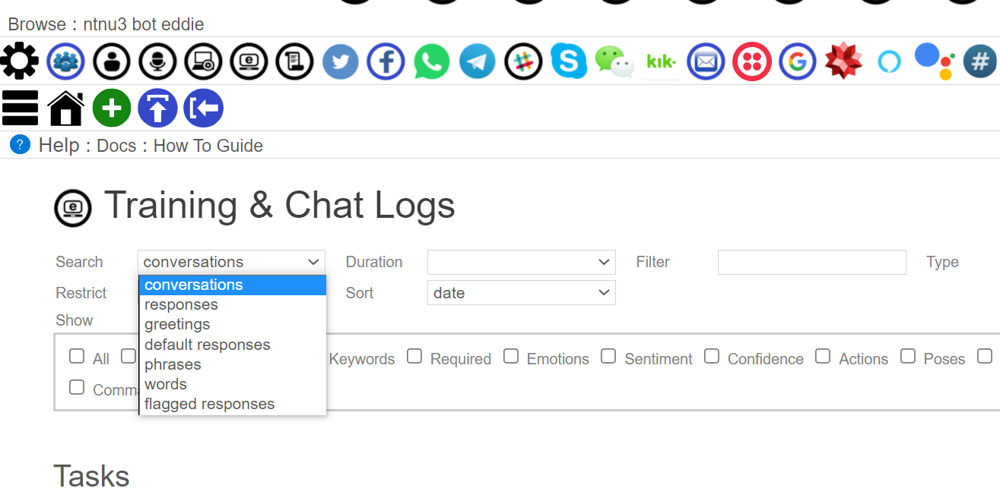 Browse : ntnu3 bot eddie
kik·
#
? Help : Docs : How To Guide
Training & Chat Logs
Search conversations Duration Filter Type
conversations
Restrict Sort date
responses
Show
greetings
default responses
All Keywords Required Emotions Sentiment Confidence Actions Poses
phrases
words
flagged responses
Tasks